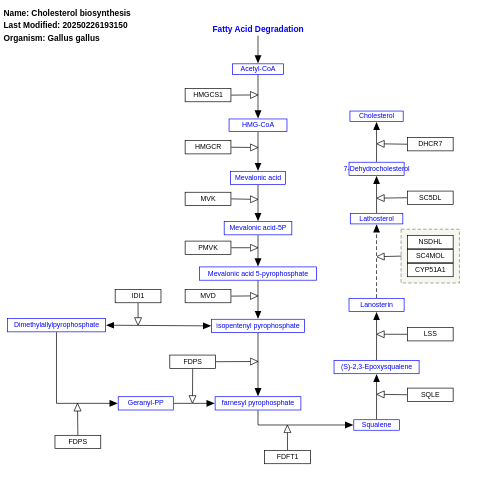 Name: Cholesterol biosynthesis
Last Modified: 20250226193150
Organism: Gallus gallus
Fatty Acid Degradation
Acetyl-CoA
HMGCS1
Cholesterol
HMG-CoA
HMGCR
DHCR7
7-Dehydrocholesterol
Mevalonic acid
MVK
SC5DL
Lathosterol
Mevalonic acid-5P
PMVK
NSDHL
SC4MOL
CYP51A1
Mevalonic acid 5-pyrophosphate
IDI1
MVD
Lanosterin
Dimethylallylpyrophosphate
isopentenyl pyrophosphate
LSS
FDPS
(S)-2,3-Epoxysqualene
SQLE
Geranyl-PP
farnesyl pyrophosphate
Squalene
FDPS
FDFT1